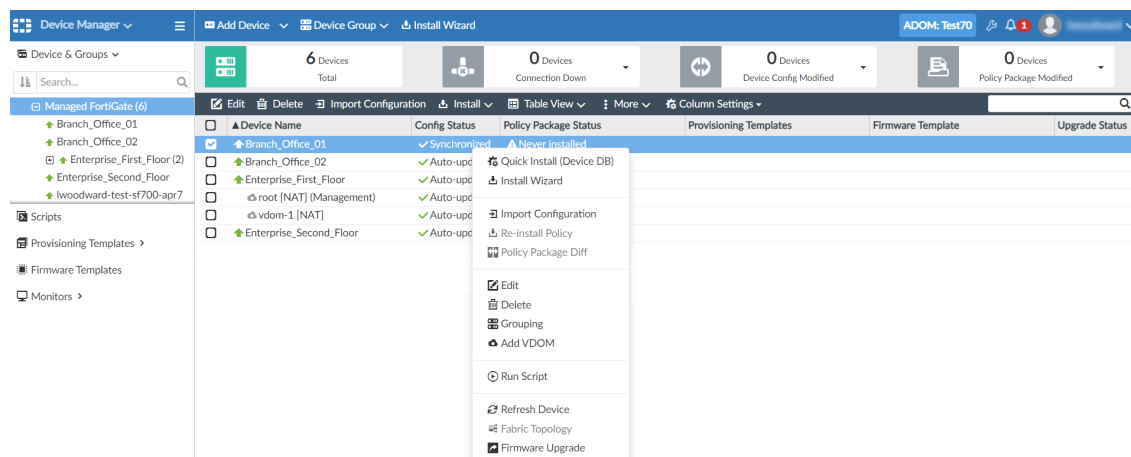 Device Manager
Add Device
Device Group
Install Wizard
ADOM: Test70
1
Device & Groups
Search...
Managed FortiGate (6)
Branch_Office_01
Branch_Office_02
Enterprise_First_Floor (2)
Enterprise_Second_Floor
lwoodward-test-sf700-apr7
Scripts
Provisioning Templates
Firmware Templates
Monitors
6 Devices
Total
0 Devices
Connection Down
0 Devices
Device Config Modified
0 Devices
Policy Package Modified
Edit Delete Import Configuration Install Table View More Column Settings
Device Name Config Status Policy Package Status Provisioning Templates Firmware Template Upgrade Status
Branch_Office_01 Synchronized Never installed
Branch_Office_02 Auto-upd
Enterprise_First_Floor Auto-upd
root [NAT] (Management) Auto-upd
vdom-1 [NAT] Auto-upd
Enterprise_Second_Floor Auto-upd
Quick Install (Device DB)
Install Wizard
Import Configuration
Re-install Policy
Policy Package Diff
Edit
Delete
Grouping
Add VDOM
Run Script
Refresh Device
Fabric Topology
Firmware Upgrade